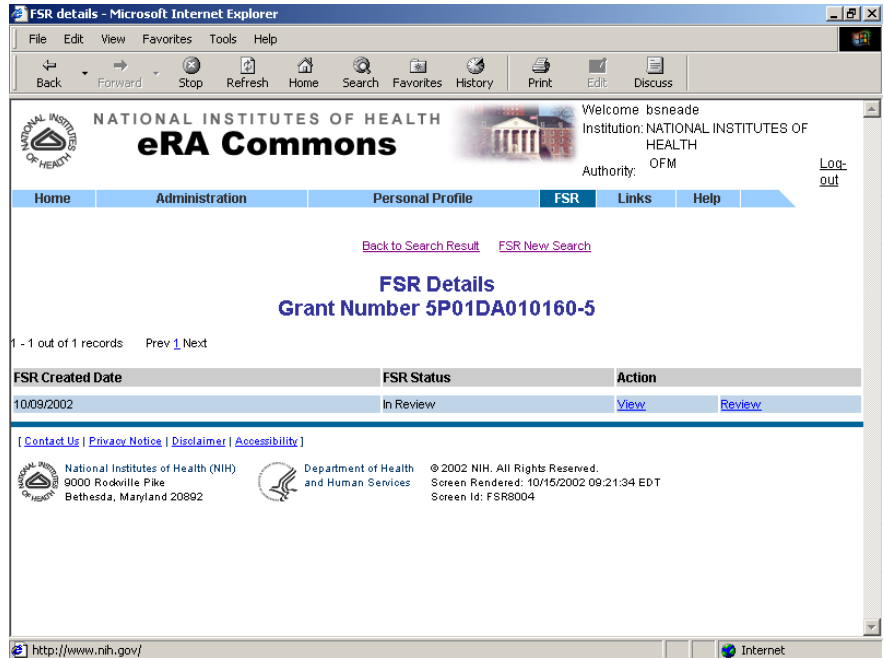 FSR details - Microsoft Internet Explorer
File Edit View Favorites Tools Help
Back Forward Stop Refresh Home Search Favorites History Print Edit Discuss
NATIONAL INSTITUTES OF HEALTH
eRA Commons
Welcome bsneade
Institution: NATIONAL INSTITUTES OF
HEALTH
Authority: OFM
Log-
out
Home Administration Personal Profile FSR Links Help
Back to Search Result FSR New Search
FSR Details
Grant Number 5P01DA010160-5
1 - 1 out of 1 records Prev 1 Next
FSR Created Date FSR Status Action
10/09/2002 In Review View Review
[ Contact Us | Privacy Notice | Disclaimer | Accessibility ]
National Institutes of Health (NIH)
9000 Rockville Pike
Bethesda, Maryland 20892
Department of Health
and Human Services
© 2002 NIH. All Rights Reserved.
Screen Rendered: 10/15/2002 09:21:34 EDT
Screen Id: FSR8004
http://www.nih.gov/ Internet